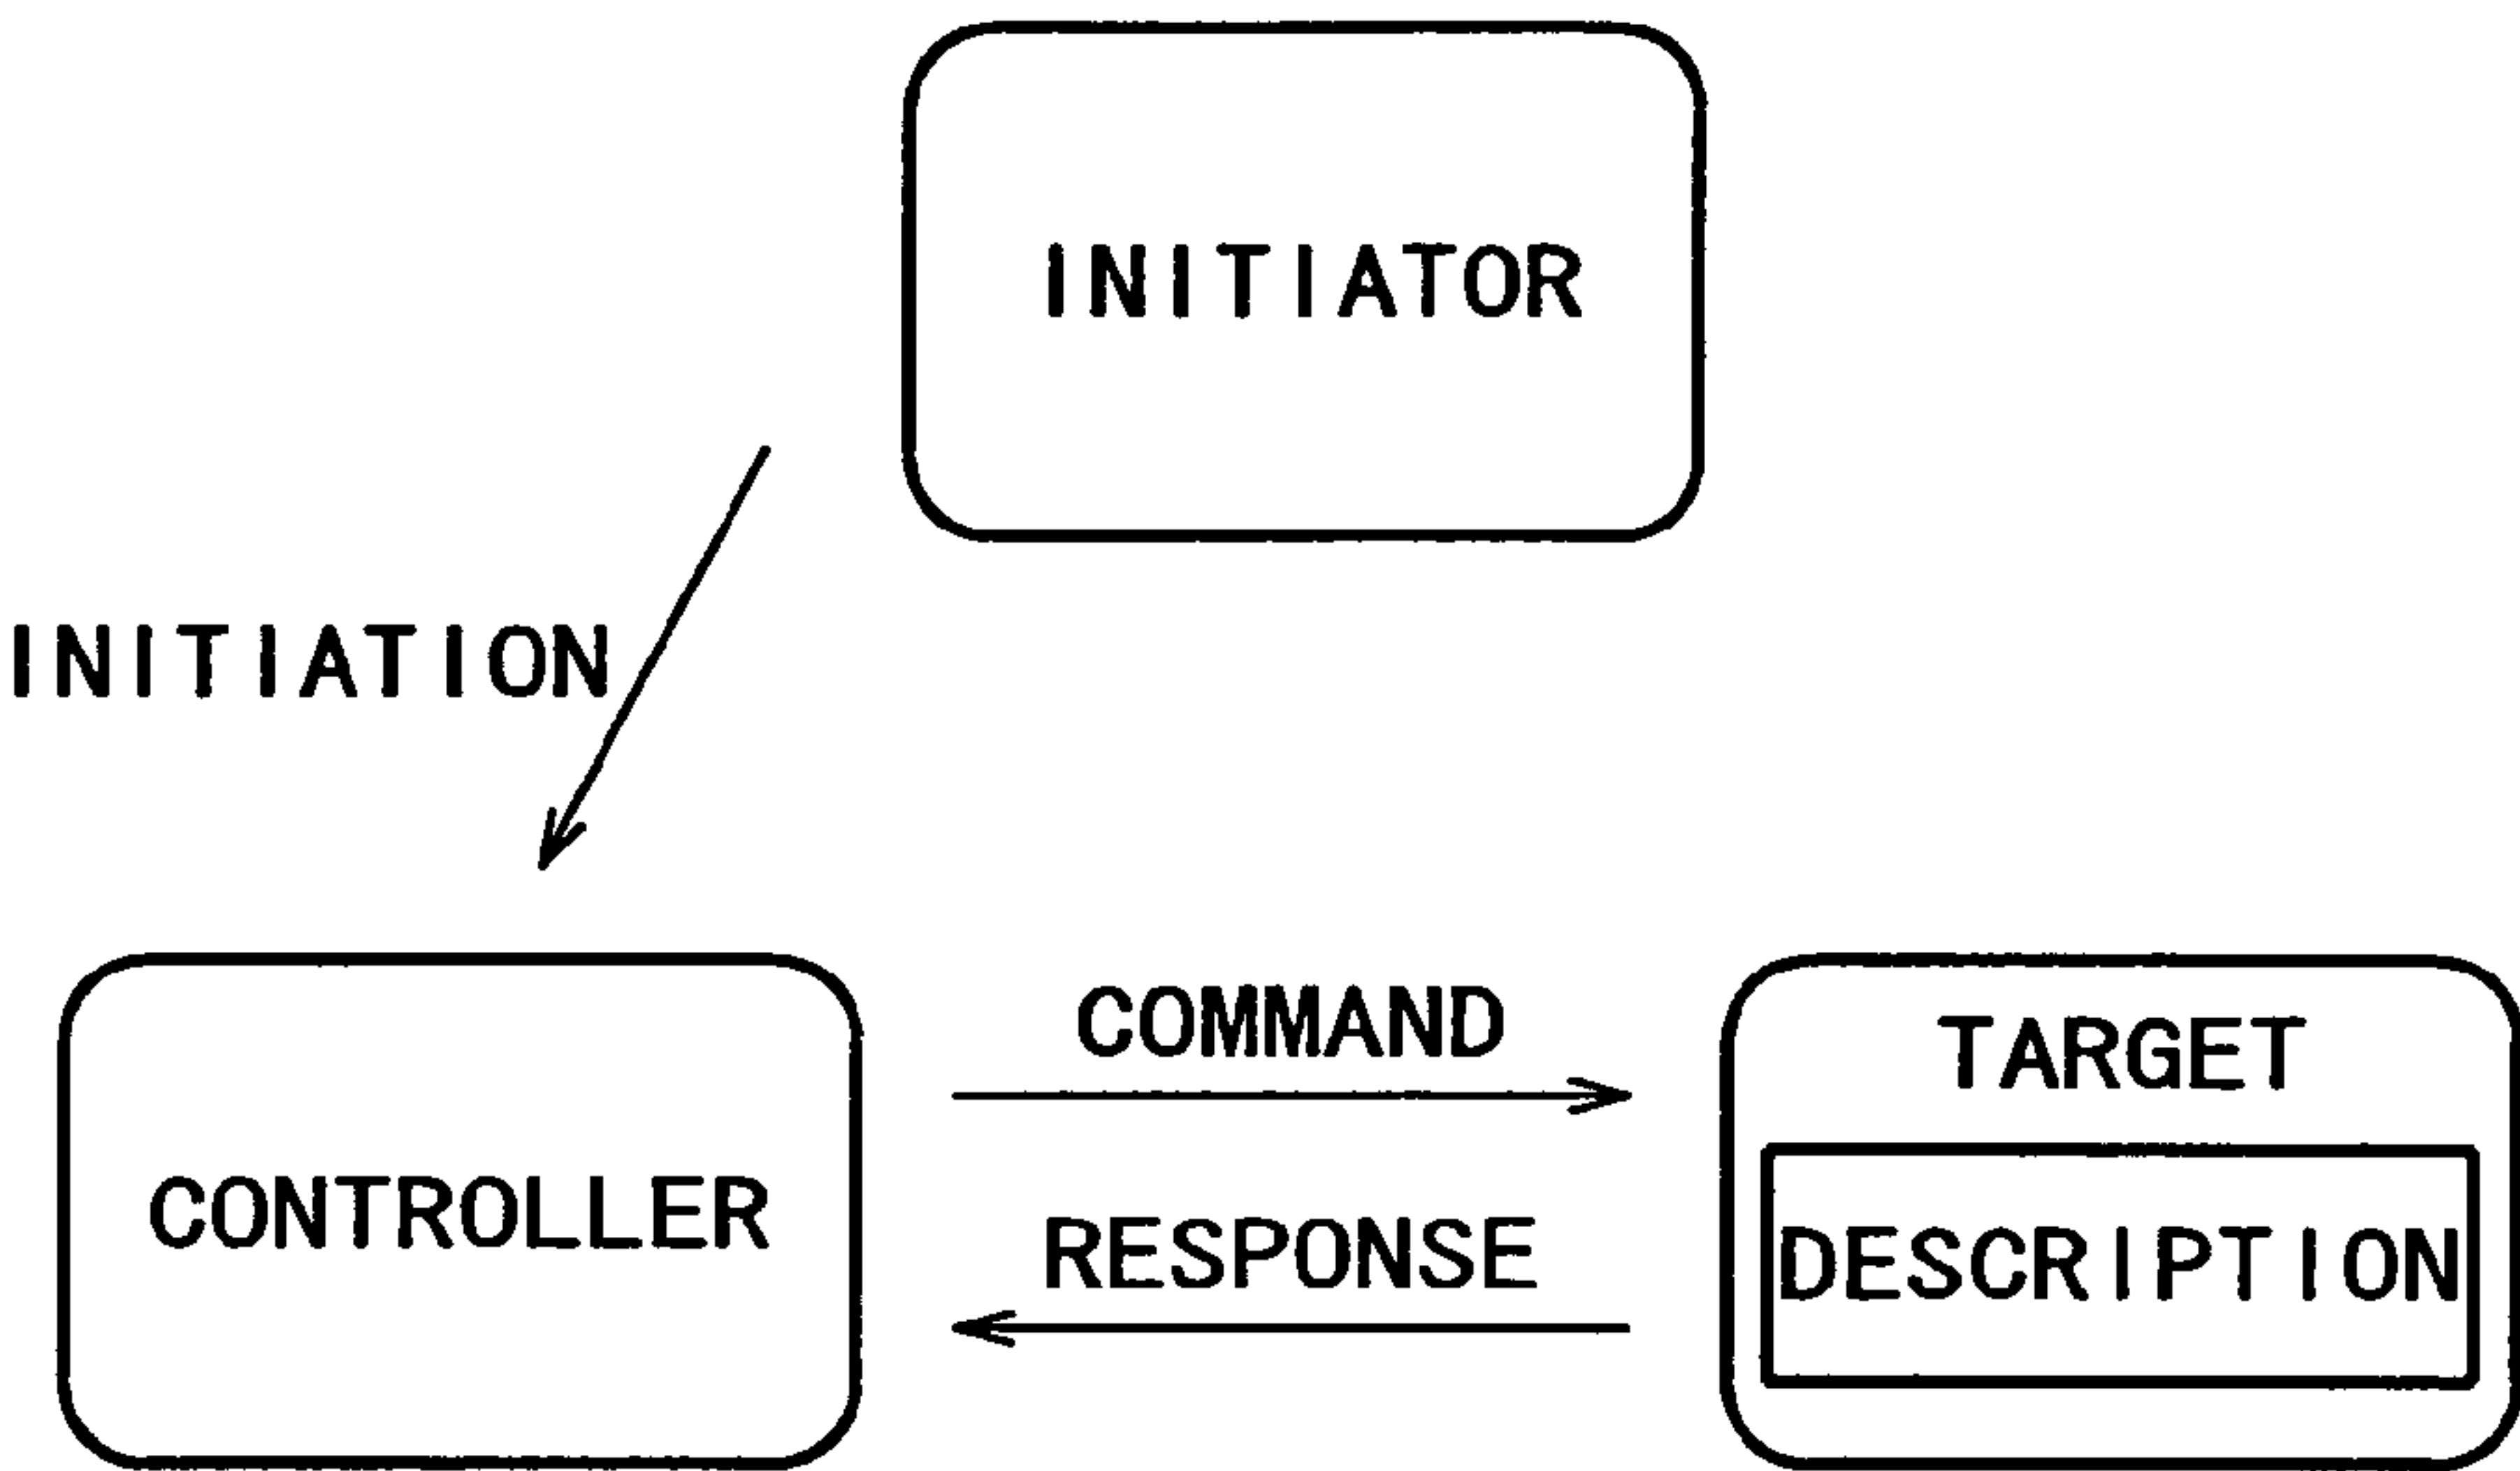 INITIATOR
INITIATION
COMMAND
TARGET
CONTROLLER
RESPONSE
DESCRIPTION